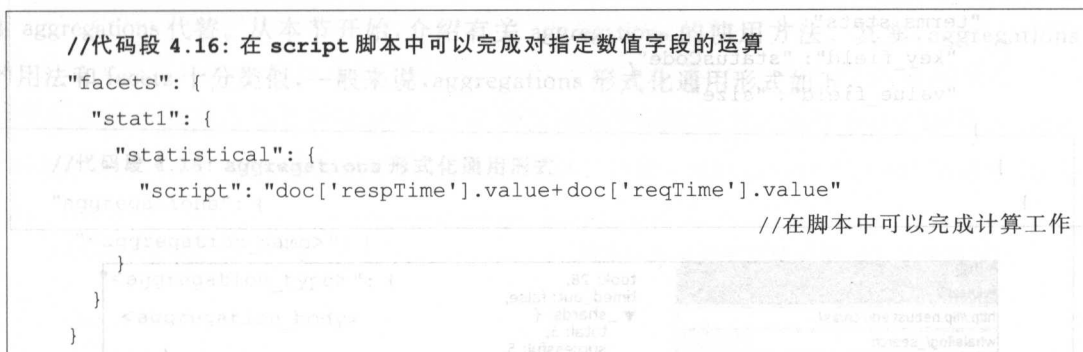 //代码段 4.16：在 script 脚本中可以完成对指定数值字段的运算
"facets": {
"stat1": {
"statistical": {
"script": "doc['respTime'].value+doc['reqTime'].value"
//在脚本中可以完成计算工作
}
}
}